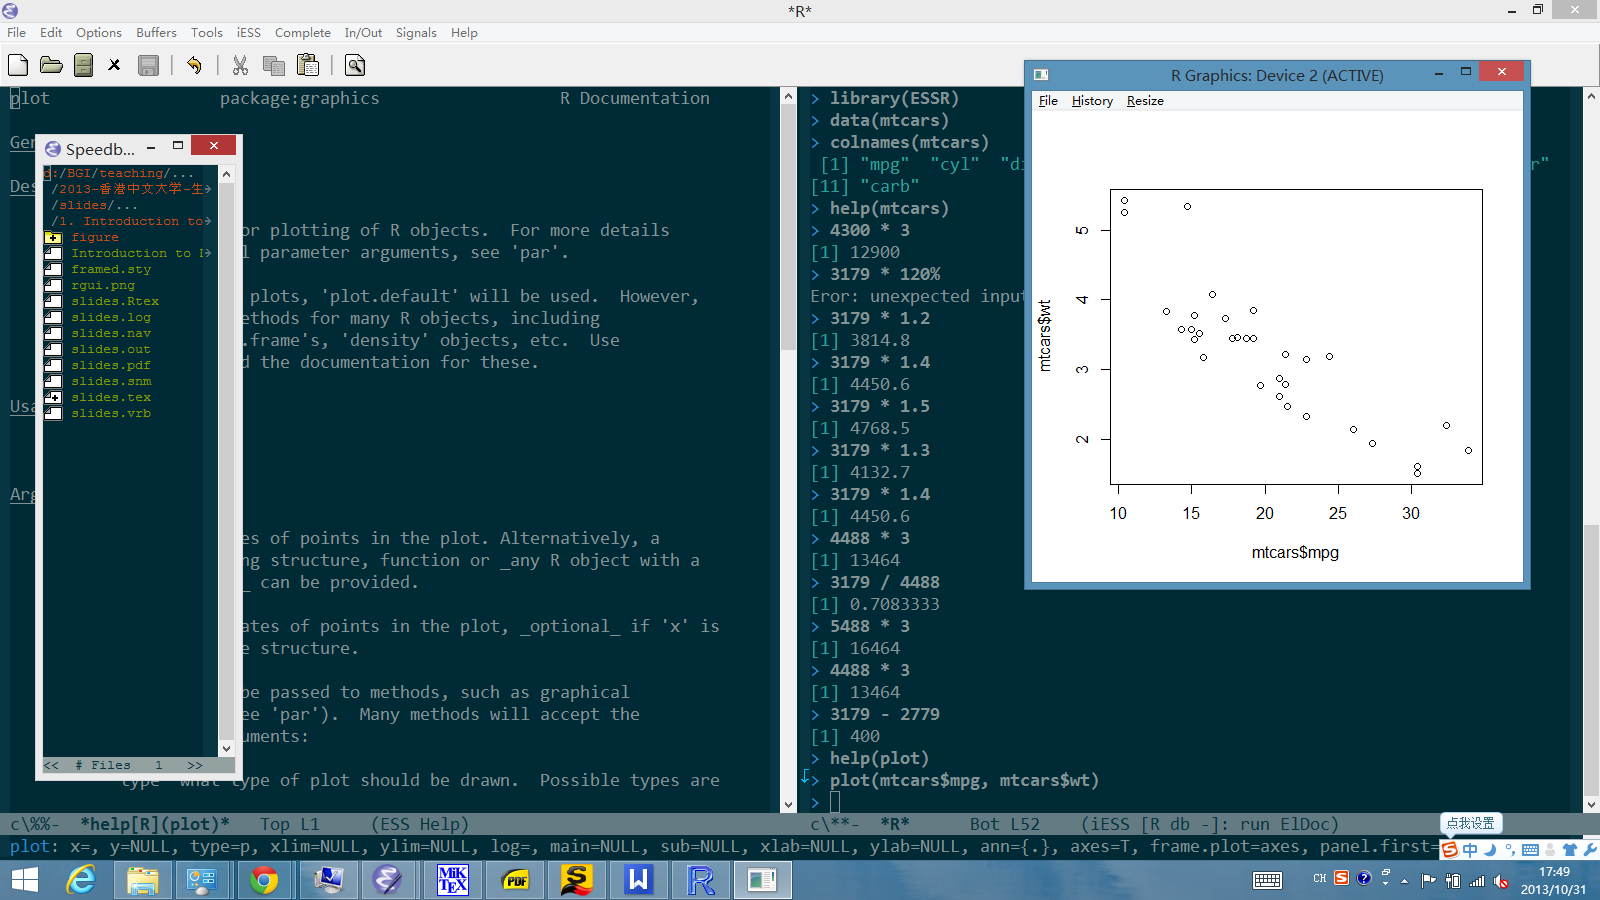 *R*
File Edit Options Buffers Tools iESS Complete In/Out Signals Help
plot package:graphics R Documentation
Ger
Des
or plotting of R objects.  For more details
l parameter arguments, see 'par'.
plots, 'plot.default' will be used.  However,
ethods for many R objects, including
.frame's, 'density' objects, etc.  Use
d the documentation for these.
Usa
Arg
es of points in the plot. Alternatively, a
ng structure, function or _any R object with a
_ can be provided.
ates of points in the plot, _optional_ if 'x' is
e structure.
be passed to methods, such as graphical
ee 'par').  Many methods will accept the
uments:
type what type of plot should be drawn.  Possible types are
c\%%-  *help[R](plot)*   Top L1     (ESS Help)
Speedb...
d:/BGI/teaching/...
/2013-香港中文大学-生
/slides/...
/1. Introduction to
figure
Introduction to
framed.sty
rgui.png
slides.Rtex
slides.log
slides.nav
slides.out
slides.pdf
slides.snm
slides.tex
slides.vrb
<<  # Files   1   >>
> library(ESSR)
> data(mtcars)
> colnames(mtcars)
[1] "mpg"  "cyl"  "di r"
[11] "carb"
> help(mtcars)
> 4300 * 3
[1] 12900
> 3179 * 120%
Eror: unexpected input
> 3179 * 1.2
[1] 3814.8
> 3179 * 1.4
[1] 4450.6
> 3179 * 1.5
[1] 4768.5
> 3179 * 1.3
[1] 4132.7
> 3179 * 1.4
[1] 4450.6
> 4488 * 3
[1] 13464
> 3179 / 4488
[1] 0.7083333
> 5488 * 3
[1] 16464
> 4488 * 3
[1] 13464
> 3179 - 2779
[1] 400
> help(plot)
> plot(mtcars$mpg, mtcars$wt)
>
c\**-  *R*      Bot L52    (iESS [R db -]: run ElDoc)
R Graphics: Device 2 (ACTIVE)
File History Resize
mtcars$wt
5
4
3
2
10 15 20 25 30
mtcars$mpg
点我设置
plot: x=, y=NULL, type=p, xlim=NULL, ylim=NULL, log=, main=NULL, sub=NULL, xlab=NULL, ylab=NULL, ann={.}, axes=T, frame.plot=axes, panel.first=
S 中
MiKTEX
PDF
S
W
R
CH S
17:49
2013/10/31